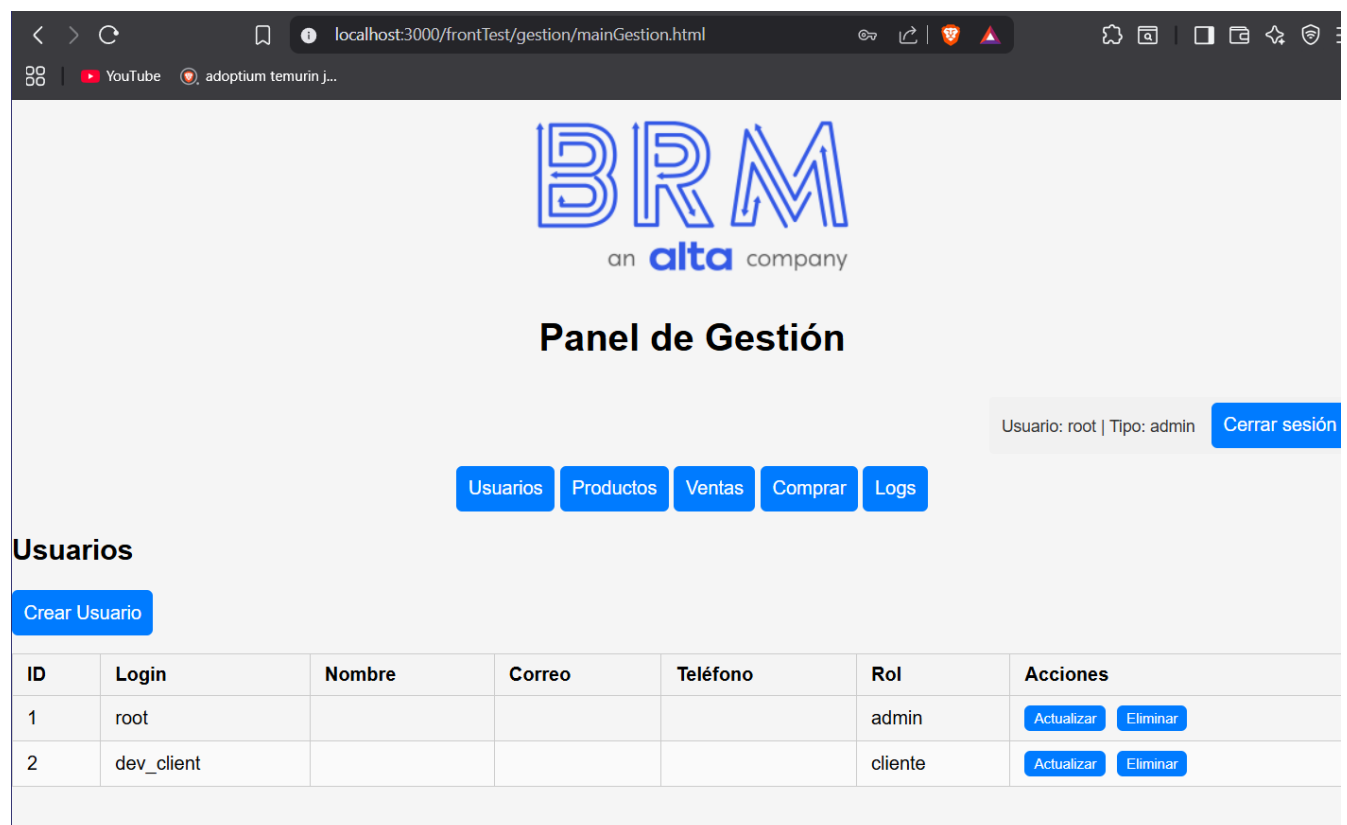 localhost:3000/frontTest/gestion/mainGestion.html
YouTube adoptium temurin j...
BRM
an alta company
Panel de Gestión
Usuario: root | Tipo: admin Cerrar sesión
Usuarios Productos Ventas Comprar Logs
Usuarios
Crear Usuario
ID Login Nombre Correo Teléfono Rol Acciones
1 root admin Actualizar Eliminar
2 dev_client cliente Actualizar Eliminar